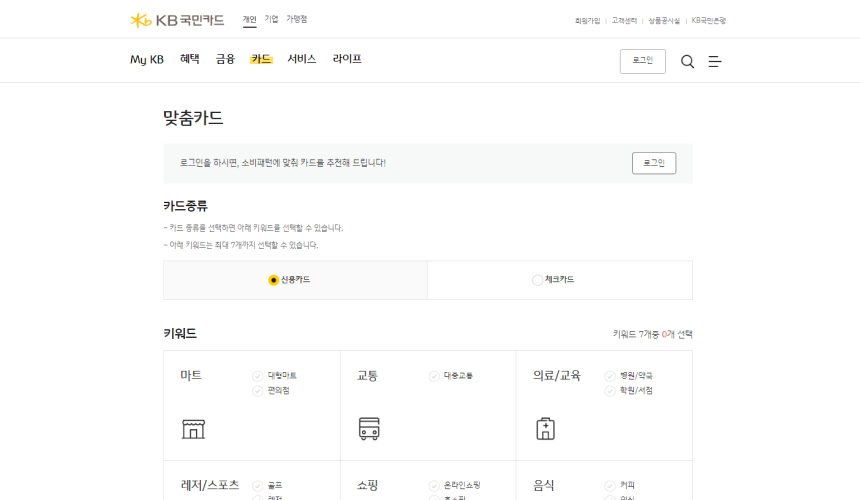 KB국민카드
개인 기업 가맹점
회원가입 고객센터 상품공시실 KB국민은행
My KB 혜택 금융 카드 서비스 라이프
로그인
맞춤카드
로그인을 하시면, 소비패턴에 맞춰 카드를 추천해 드립니다!
로그인
카드종류
- 카드 종류를 선택하면 아래 키워드를 선택할 수 있습니다.
- 아래 키워드는 최대 7개까지 선택할 수 있습니다.
신용카드
체크카드
키워드
키워드 7개중 0개 선택
마트
대형마트
편의점
교통
대중교통
의료/교육
병원/약국
학원/서점
레저/스포츠
골프
레저
쇼핑
온라인쇼핑
홈쇼핑
음식
커피